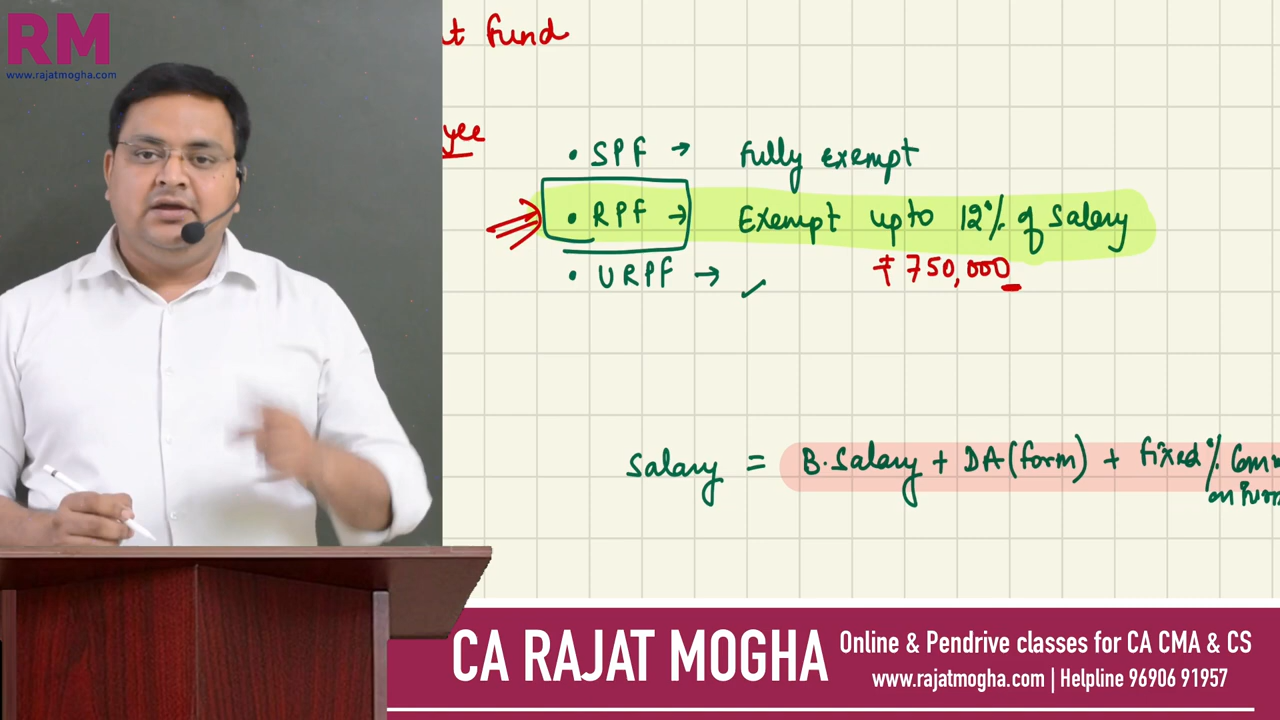 RM
www.rajatmogha.com
t fund
yee
• SPF → fully exempt
• RPF → Exempt upto 12% of Salary
₹ 750,000
• URPF → ✓
Salary = B.Salary + DA (form) + fixed % Comm
on
CA RAJAT MOGHA
Online & Pendrive classes for CA CMA & CS
www.rajatmogha.com | Helpline 96906 91957